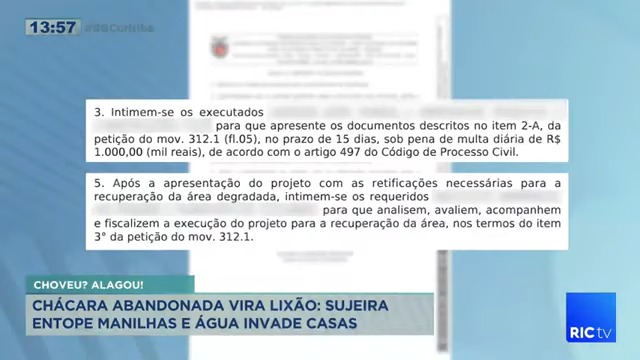 13:57 #BGCuritiba
3. Intimem-se os executados
para que apresente os documentos descritos no item 2-A, da
petição do mov. 312.1 (fl.05), no prazo de 15 dias, sob pena de multa diária de R$
1.000,00 (mil reais), de acordo com o artigo 497 do Código de Processo Civil.
5. Após a apresentação do projeto com as retificações necessárias para a
recuperação da área degradada, intimem-se os requeridos
para que analisem, avaliem, acompanhem
e fiscalizem a execução do projeto para a recuperação da área, nos termos do item
3° da petição do mov. 312.1.
CHOVEU? ALAGOU!
CHÁCARA ABANDONADA VIRA LIXÃO: SUJEIRA
ENTOPE MANILHAS E ÁGUA INVADE CASAS
RIC tv